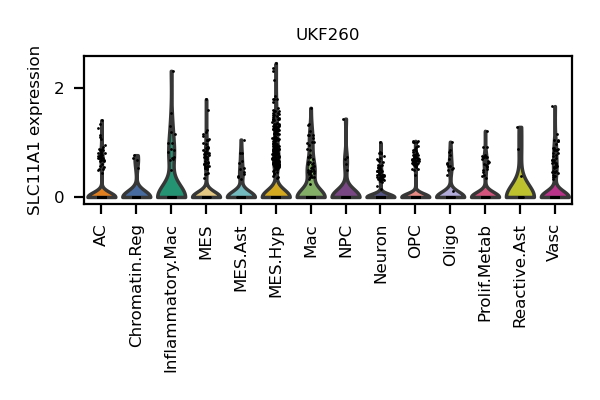 UKF260
SLC11A1 expression
2
0
AC
Chromatin.Reg
Inflammatory.Mac
MES
MES.Ast
MES.Hyp
Mac
NPC
Neuron
OPC
Oligo
Prolif.Metab
Reactive.Ast
Vasc